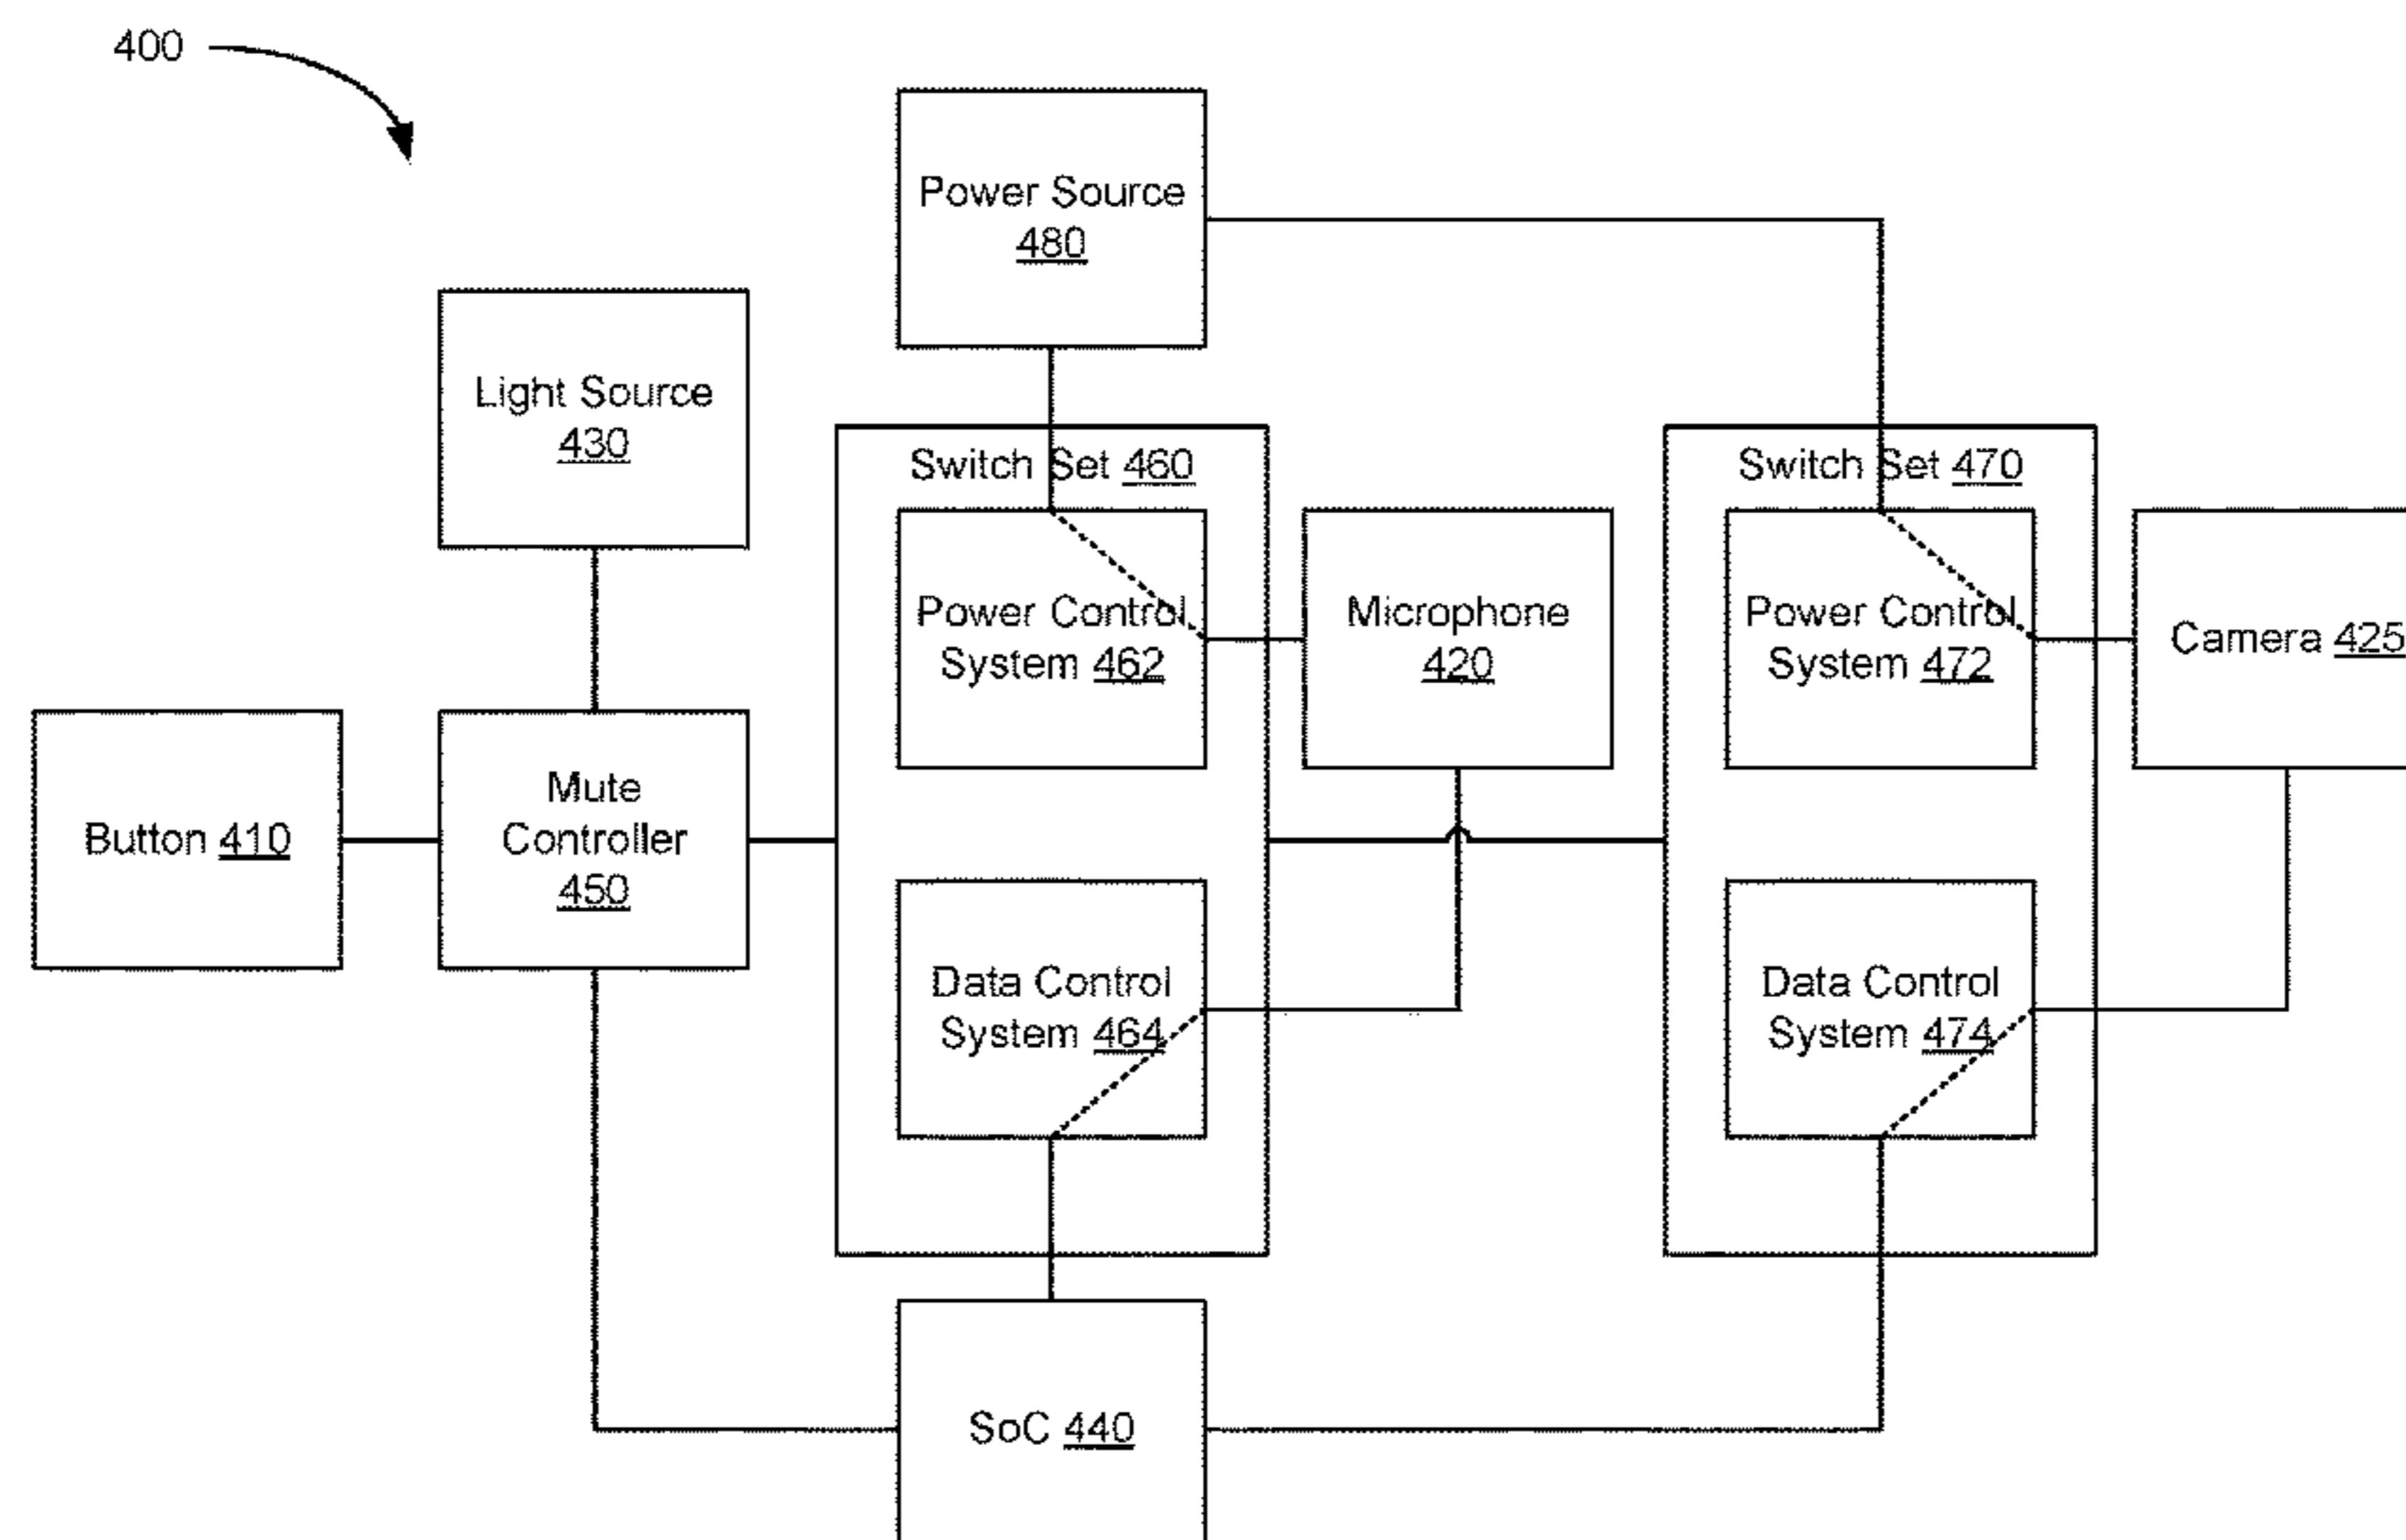 400
Power Source
480
Light Source
430
Switch Set 460
Switch Set 470
Power Control
System 462
Microphone
420
Power Control
System 472
Camera 425
Button 410
Mute
Controller
450
Data Control
System 464
Data Control
System 474
SoC 440